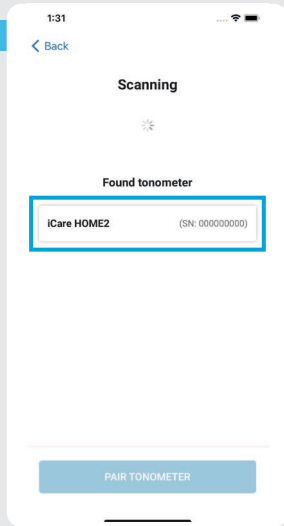 1:31
Back
Scanning
Found tonometer
iCare HOME2 (SN: 000000000)
PAIR TONOMETER